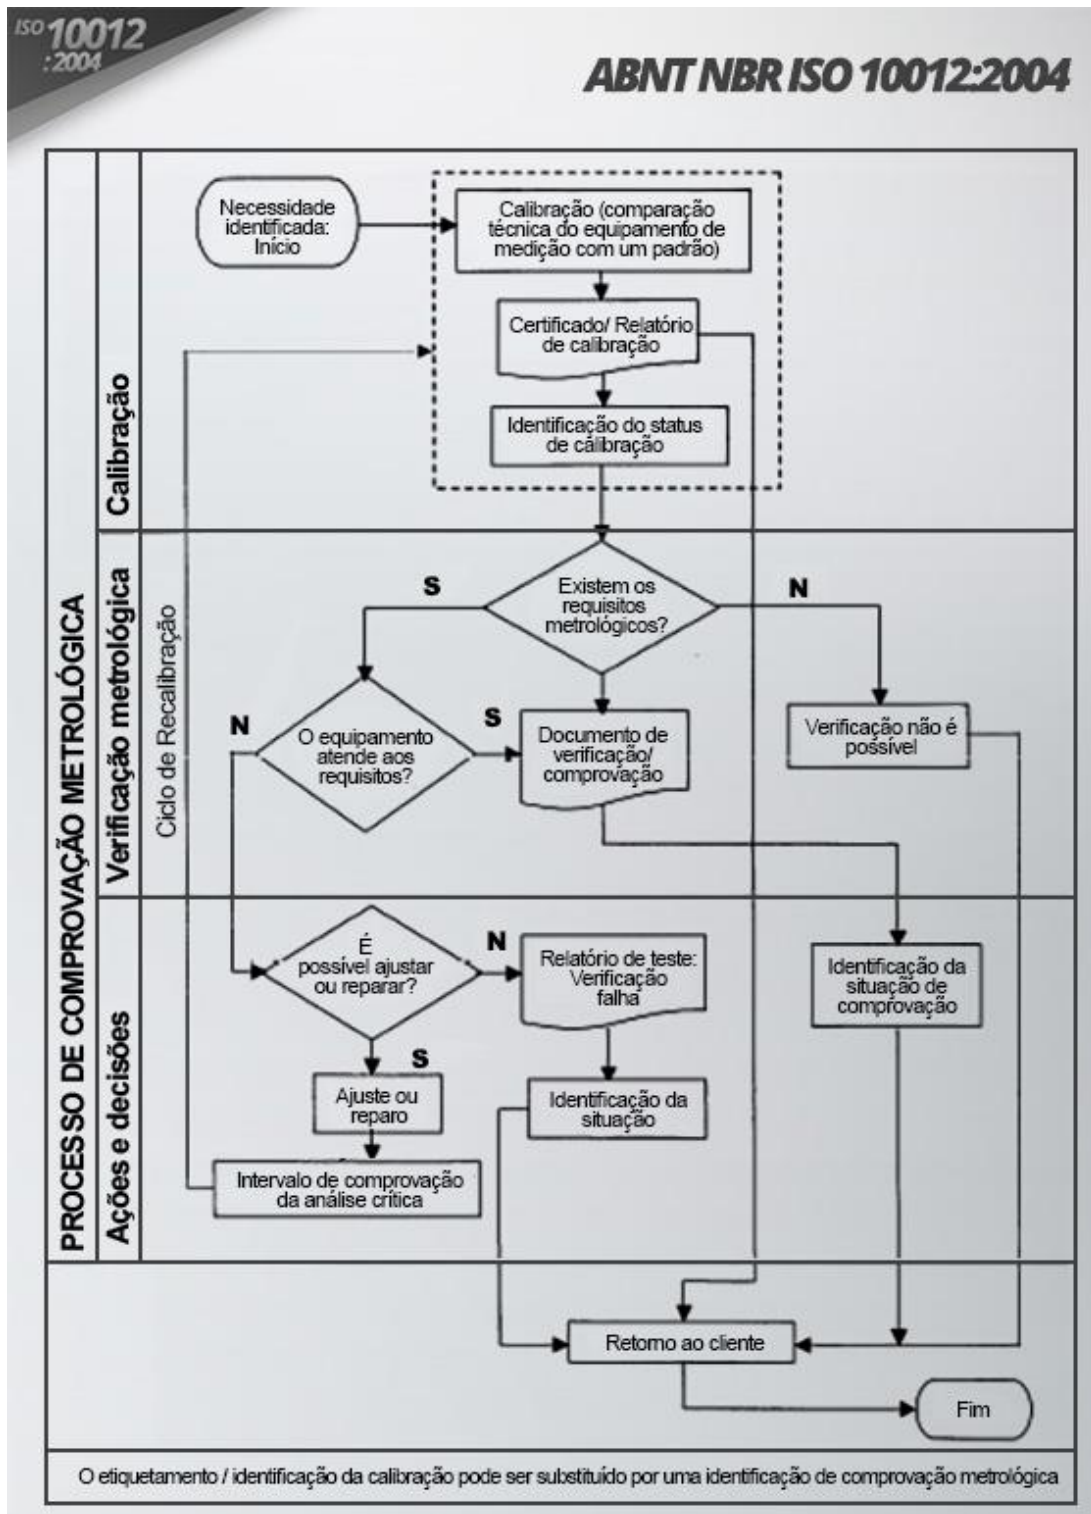 ISO 10012
:2004
ABNT NBR ISO 10012:2004
PROCESSO DE COMPROVAÇÃO METROLÓGICA
Calibração
Necessidade
identificada:
Início
Calibração (comparação
técnica do equipamento de
medição com um padrão)
Certificado/ Relatório
de calibração
Identificação do status
de calibração
Verificação metrológica
Ciclo de Recalibração
S
Existem os
requisitos
metrológicos?
N
N
O equipamento
atende aos
requisitos?
S
Documento de
verificação/
comprovação
Verificação não é
possível
Ações e decisões
É
possível ajustar
ou reparar?
N
Relatório de teste:
Verificação
falha
Identificação da
situação de
comprovação
S
Ajuste ou
reparo
Identificação da
situação
Intervalo de comprovação
da análise crítica
Retorno ao cliente
Fim
O etiquetamento / identificação da calibração pode ser substituído por uma identificação de comprovação metrológica